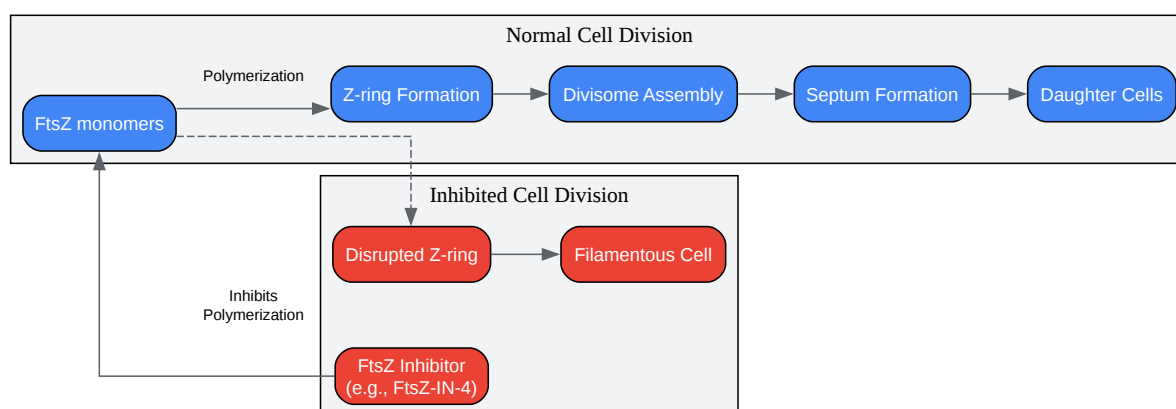 Normal Cell Division
Polymerization
FtsZ monomers
Z-ring Formation
Divisome Assembly
Septum Formation
Daughter Cells
Inhibited Cell Division
Disrupted Z-ring
Filamentous Cell
Inhibits
Polymerization
FtsZ Inhibitor
(e.g., FtsZ-IN-4)